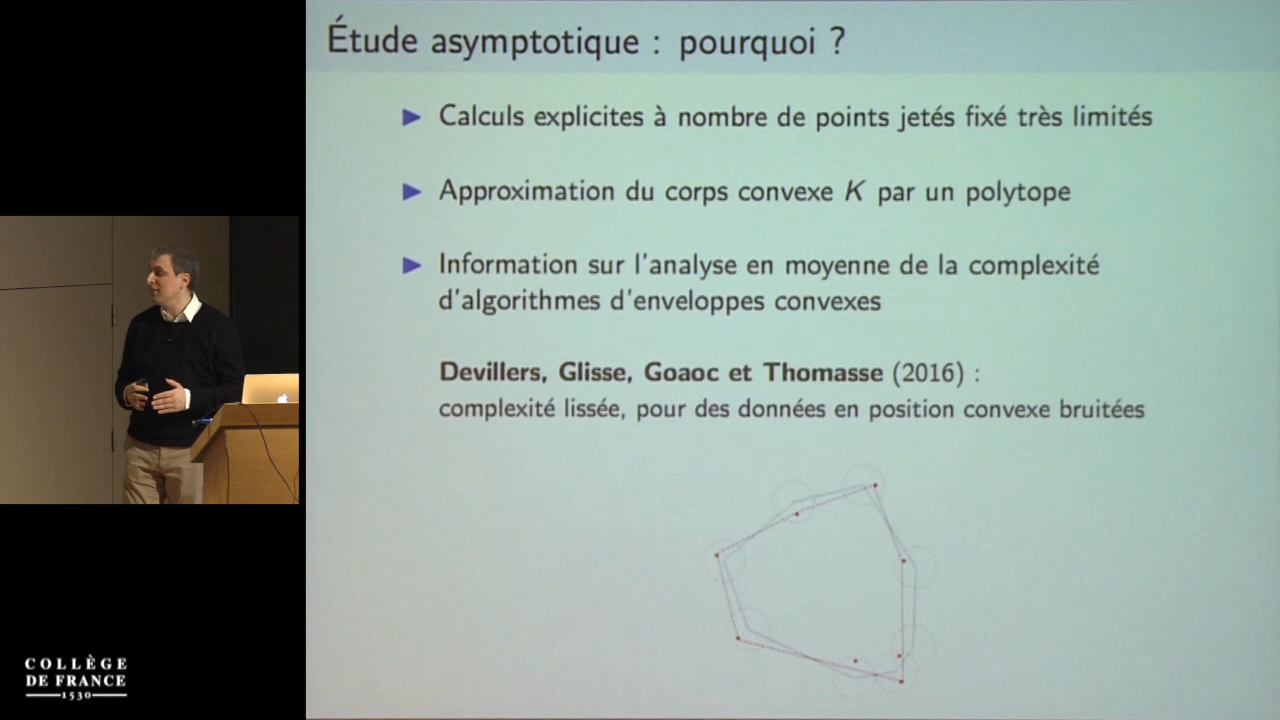 Étude asymptotique : pourquoi ?
Calculs explicites à nombre de points jetés fixé très limités
Approximation du corps convexe K par un polytope
Information sur l'analyse en moyenne de la complexité
d'algorithmes d'enveloppes convexes
Devillers, Glisse, Goaoc et Thomasse (2016) :
complexité lissée, pour des données en position convexe bruitées
COLLÈGE
DE FRANCE
1530